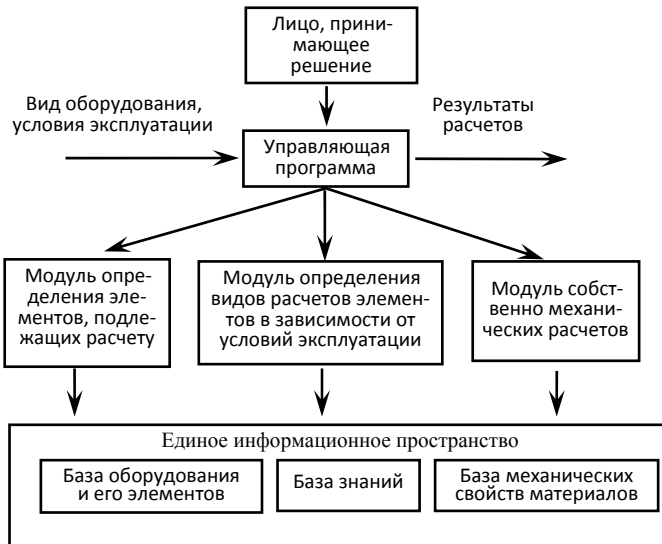 Лицо, прини-
мающее
решение
Вид оборудования,
условия эксплуатации
Результаты
расчетов
Управляющая
программа
Модуль опре-
деления эле-
ментов, подле-
жащих расчету
Модуль определения
видов расчетов элемен-
тов в зависимости от
условий эксплуатации
Модуль собст-
венно механи-
ческих расчетов
Единое информационное пространство
База оборудования
и его элементов
База знаний
База механических
свойств материалов